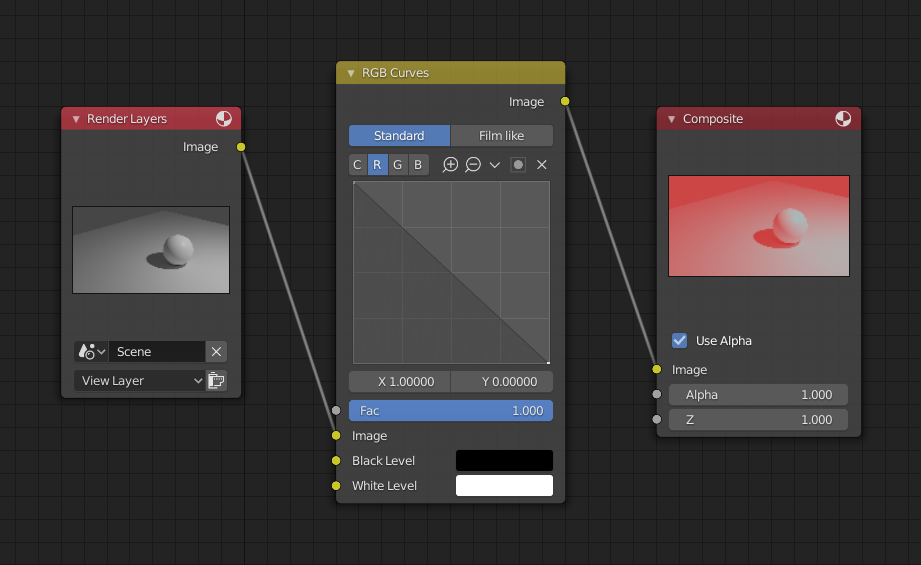 Render Layers
Image
Scene
View Layer
RGB Curves
Image
Standard
Film like
C R G B
X 1.00000
Y 0.00000
Fac 1.000
Image
Black Level
White Level
Composite
Use Alpha
Image
Alpha 1.000
Z 1.000